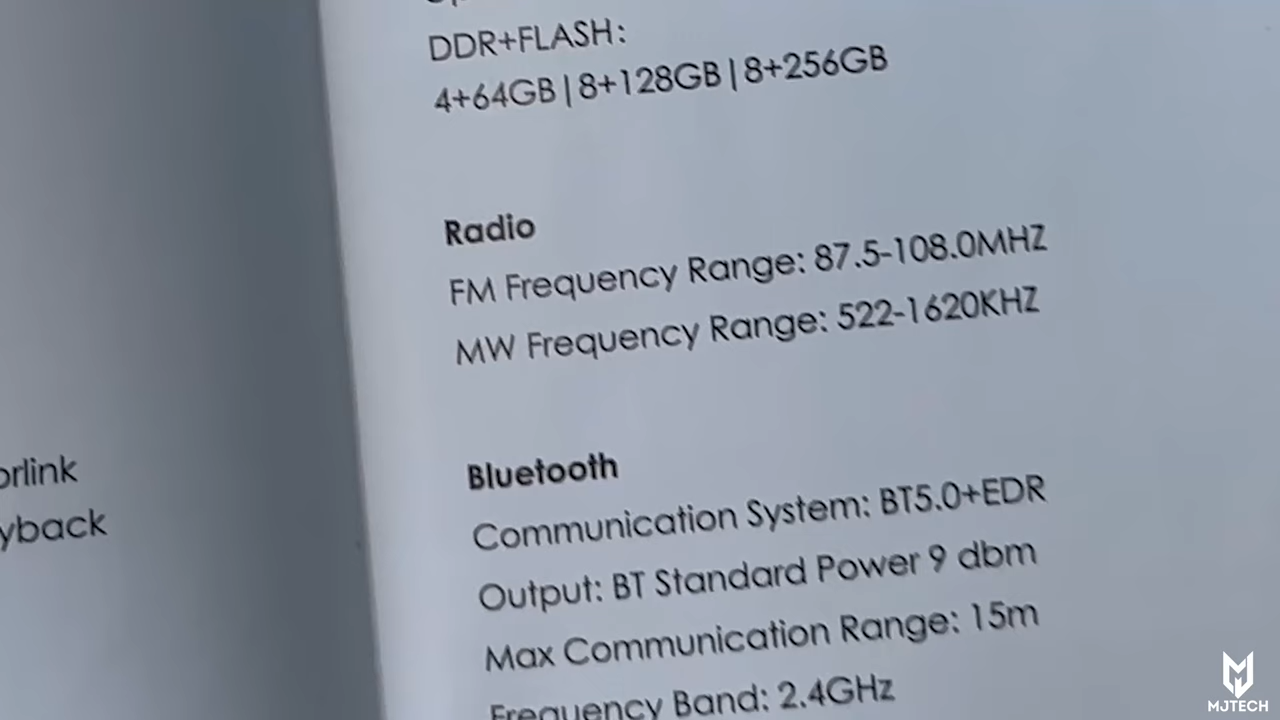 DDR+FLASH:
4+64GB|8+128GB|8+256GB
Radio
FM Frequency Range: 87.5-108.0MHZ
MW Frequency Range: 522-1620KHZ
Bluetooth
Communication System: BT5.0+EDR
Output: BT Standard Power 9 dbm
Max Communication Range: 15m
Frequency Band: 2.4GHz
orlink
yback
MJTECH